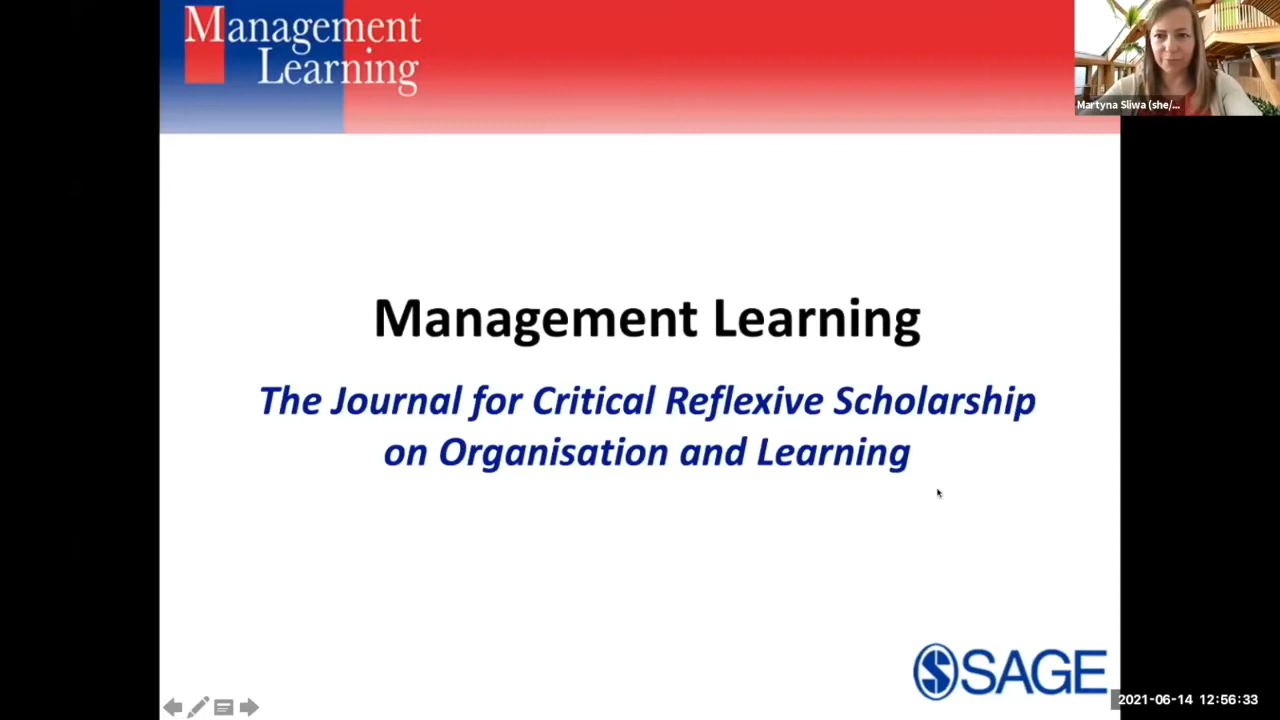 Management
Learning
Martyna Sliwa (she/...
Management Learning
The Journal for Critical Reflexive Scholarship
on Organisation and Learning
SAGE
2021-06-14 12:56:33